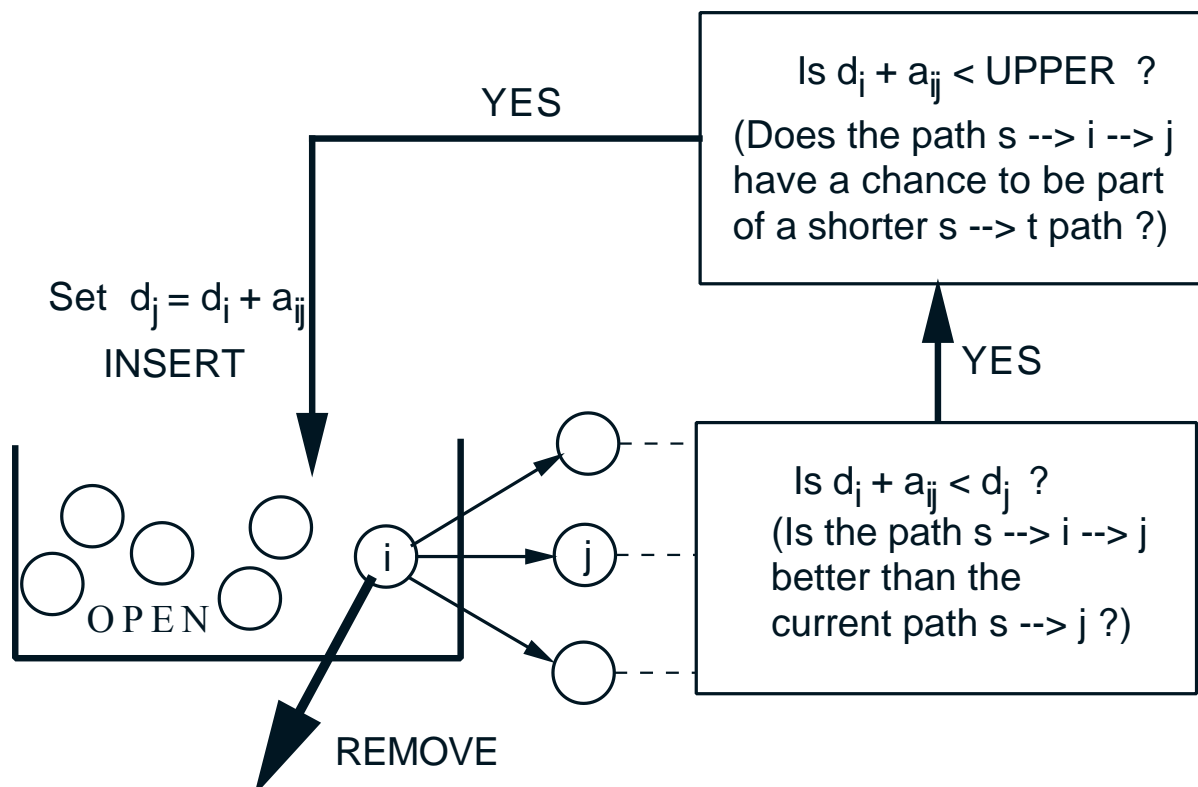 Is d_i + a_ij < UPPER ?
(Does the path s --> i --> j
have a chance to be part
of a shorter s --> t path ?)
YES
Set d_j = d_i + a_ij
INSERT
YES
Is d_i + a_ij < d_j ?
(Is the path s --> i --> j
better than the
current path s --> j ?)
i
j
OPEN
REMOVE